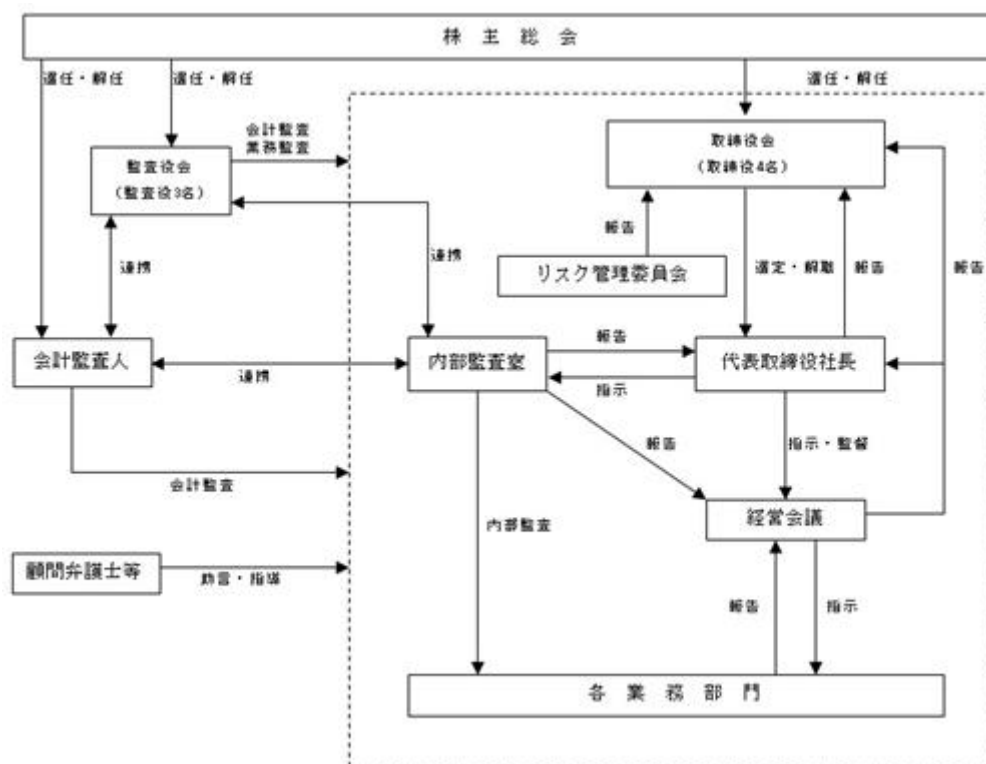 株主総会
選任・解任
選任・解任
選任・解任
会計監査
業務監査
監査役会
(監査役3名)
取締役会
(取締役4名)
報告
連携
連携
リスク管理委員会
選定・解職
報告
報告
会計監査人
連携
内部監査室
報告
指示
代表取締役社長
報告
指示・監督
会計監査
内部監査
経営会議
顧問弁護士等
助言・指導
報告
指示
各業務部門